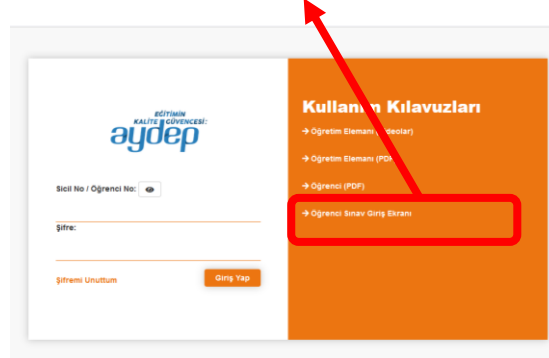 EĞİTİMİN
KALİTE GÜVENCESİ:
aydep
Sicil No / Öğrenci No:
Şifre:
Şifremi Unuttum
Giriş Yap
Kullanım Kılavuzları
→ Öğretim Elemanı (Videolar)
→ Öğretim Elemanı (PDF)
→ Öğrenci (PDF)
→ Öğrenci Sınav Giriş Ekranı